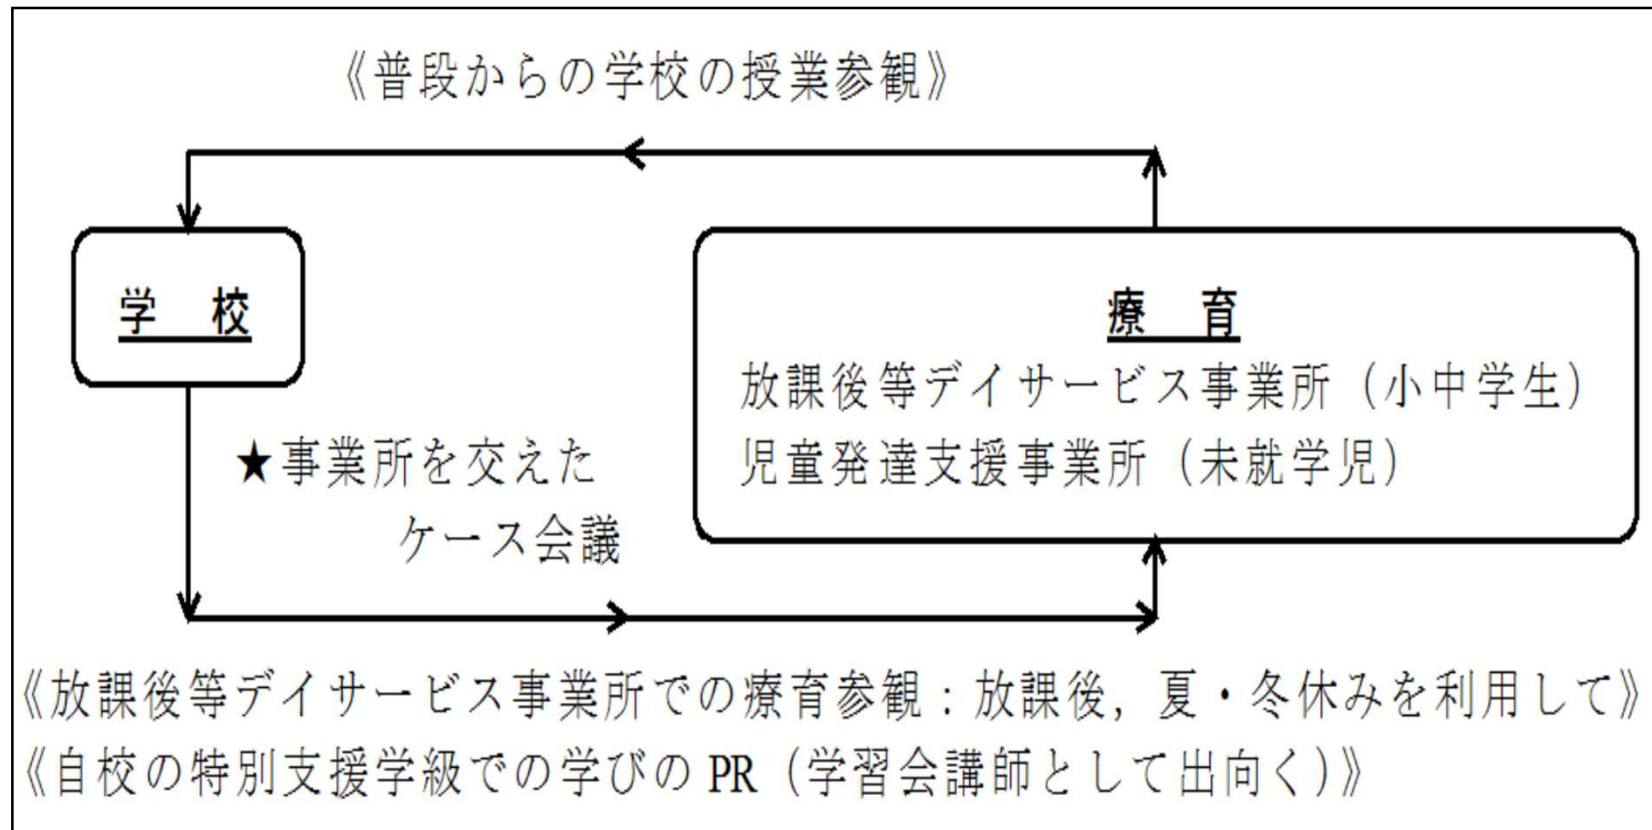 《普段からの学校の授業参観》
学　校
療　育
放課後等デイサービス事業所（小中学生）
児童発達支援事業所（未就学児）
★事業所を交えた
ケース会議
《放課後等デイサービス事業所での療育参観：放課後，夏・冬休みを利用して》
《自校の特別支援学級での学びの PR（学習会講師として出向く）》